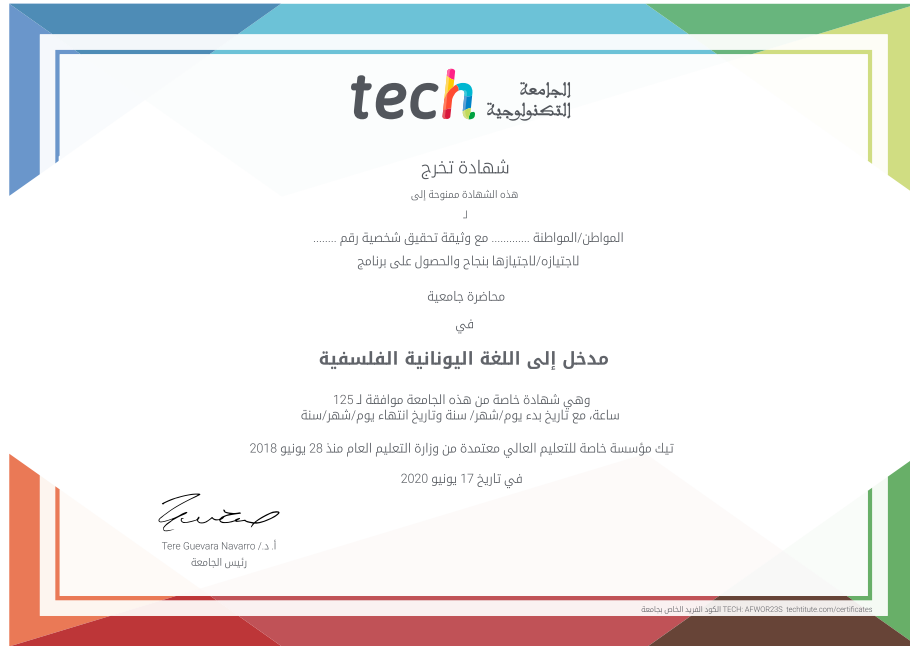 tech
الجامعة
التكنولوجية
شهادة تخرج
هذه الشهادة ممنوحة إلى
لـ
المواطن/المواطنة ............. مع وثيقة تحقيق شخصية رقم ........
لاجتيازه/لاجتيازها بنجاح والحصول على برنامج
محاضرة جامعية
في
مدخل إلى اللغة اليونانية الفلسفية
وهي شهادة خاصة من هذه الجامعة موافقة لـ 125
ساعة، مع تاريخ بدء يوم/شهر/ سنة وتاريخ انتهاء يوم/شهر/سنة
تيك مؤسسة خاصة للتعليم العالي معتمدة من وزارة التعليم العام منذ 28 يونيو 2018
في تاريخ 17 يونيو 2020
أ. د./ Tere Guevara Navarro
رئيس الجامعة
الكود الفريد الخاص بجامعة TECH: AFWOR23S techtitute.com/certificates